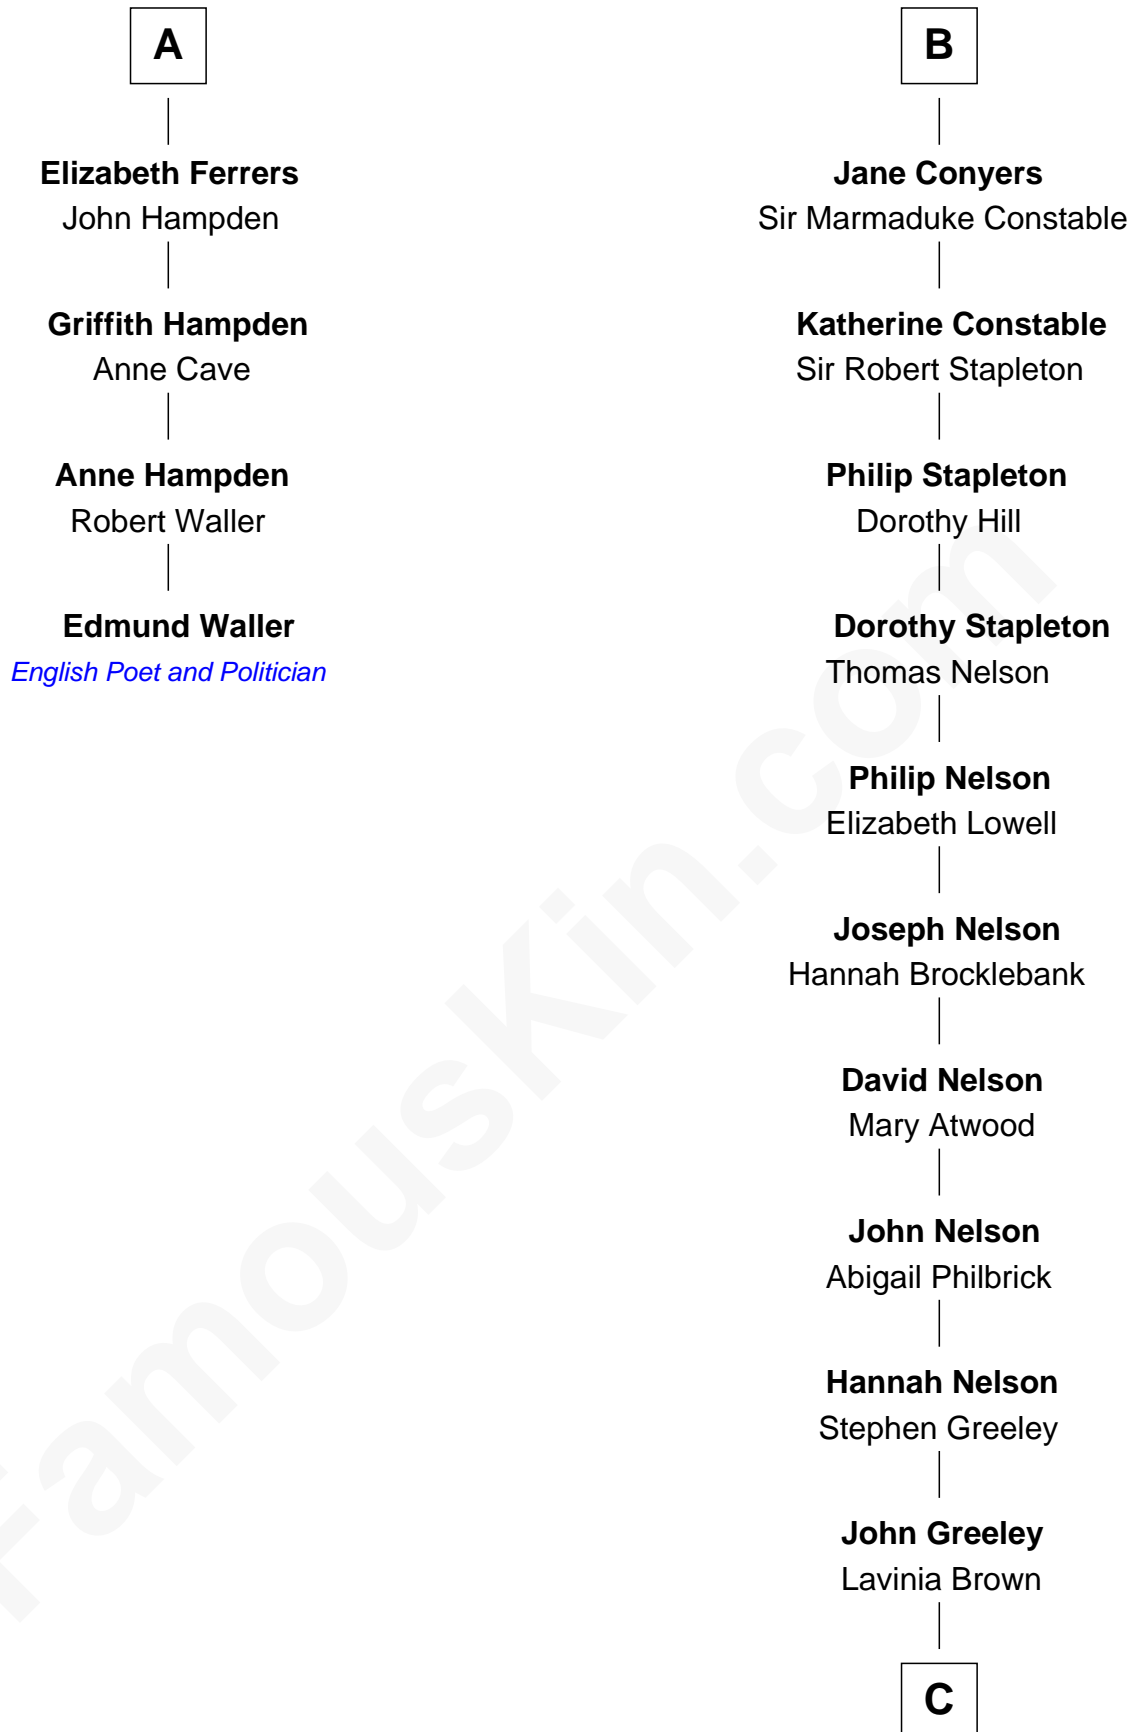 A
Elizabeth Ferrers
John Hampden
Griffith Hampden
Anne Cave
Anne Hampden
Robert Waller
Edmund Waller
English Poet and Politician
B
Jane Conyers
Sir Marmaduke Constable
Katherine Constable
Sir Robert Stapleton
Philip Stapleton
Dorothy Hill
Dorothy Stapleton
Thomas Nelson
Philip Nelson
Elizabeth Lowell
Joseph Nelson
Hannah Brocklebank
David Nelson
Mary Atwood
John Nelson
Abigail Philbrick
Hannah Nelson
Stephen Greeley
John Greeley
Lavinia Brown
C
FamousKin.com